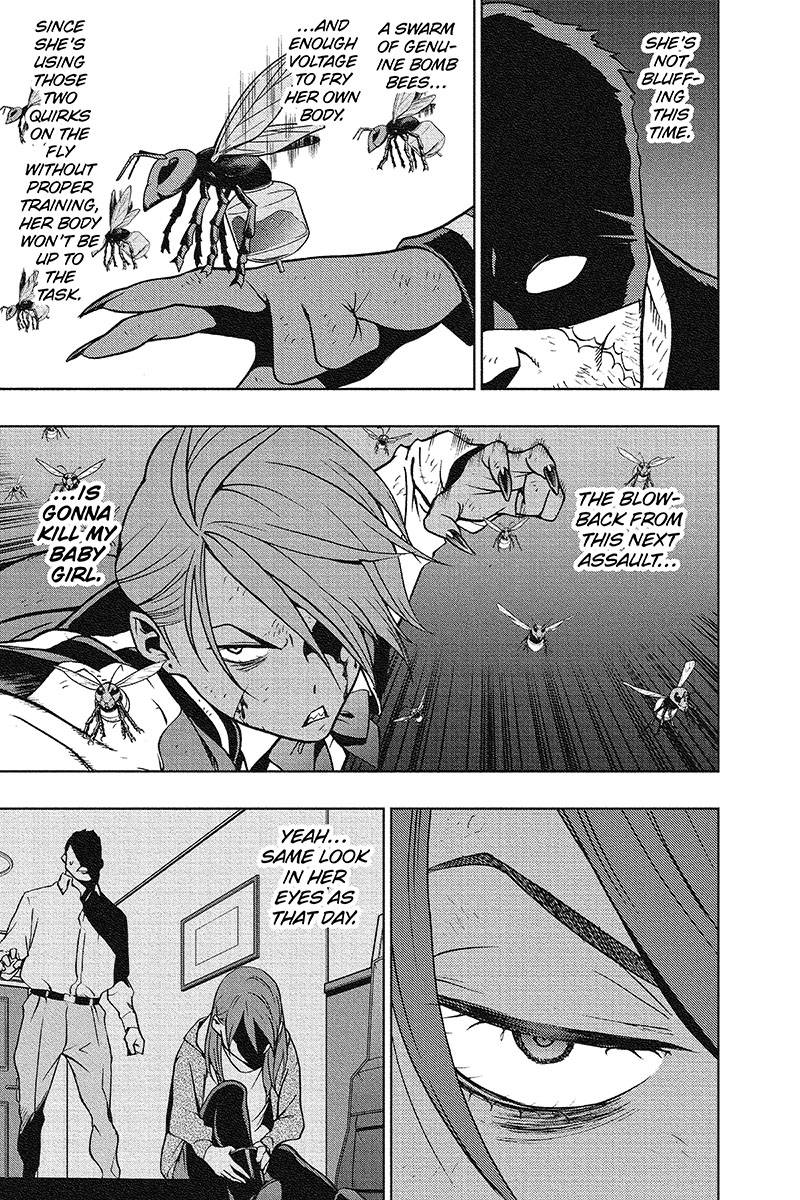 SHE'S
NOT
BLUFF-
ING
THIS
TIME.
A SWARM
OF GENU-
INE BOMB
BEES...
...AND
ENOUGH
VOLTAGE
TO FRY
HER OWN
BODY.
SINCE
SHE'S
USING
THOSE
TWO
QUIRKS
ON THE
FLY
WITHOUT
PROPER
TRAINING,
HER BODY
WON'T BE
UP TO
THE
TASK.
THE BLOW-
BACK FROM
THIS NEXT
ASSAULT...
...IS
GONNA
KILL MY
BABY
GIRL.
YEAH...
SAME LOOK
IN HER
EYES AS
THAT DAY.